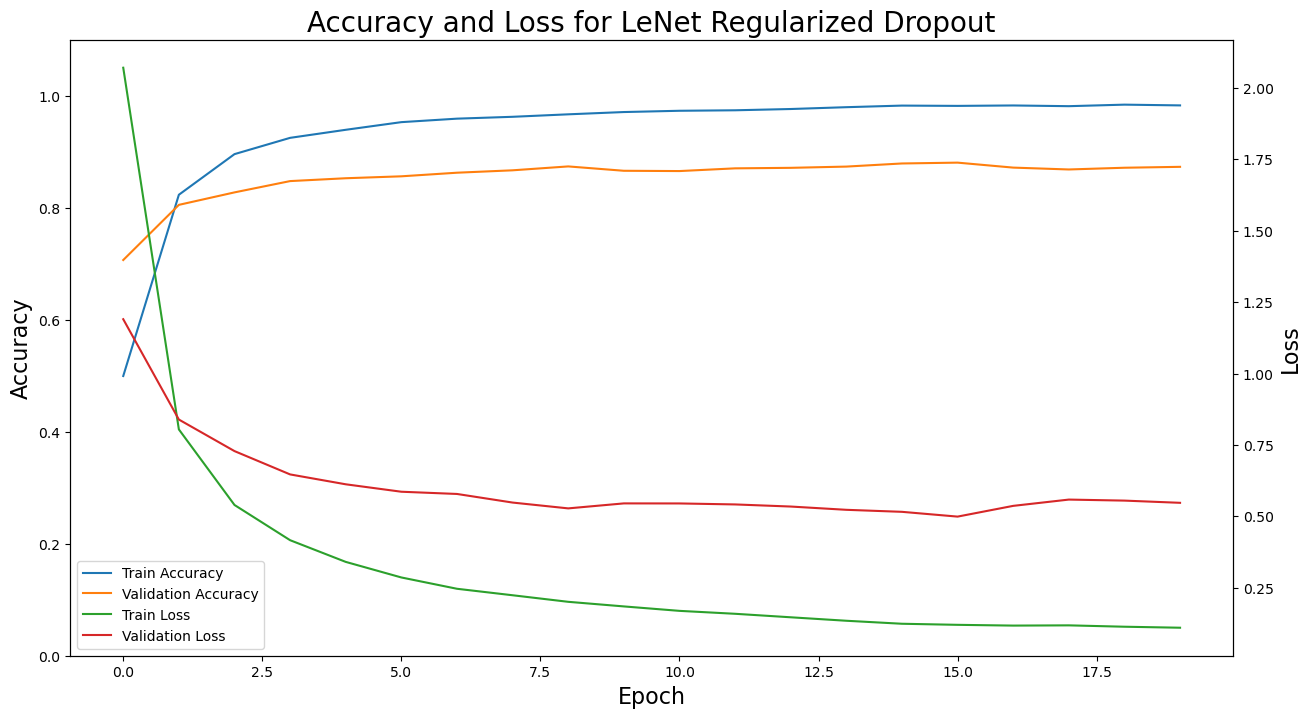 Accuracy and Loss for LeNet Regularized Dropout
Accuracy
1.0
0.8
0.6
0.4
0.2
0.0
2.00
1.75
1.50
1.25
1.00
0.75
0.50
0.25
Loss
Train Accuracy
Validation Accuracy
Train Loss
Validation Loss
0.0 2.5 5.0 7.5 10.0 12.5 15.0 17.5
Epoch